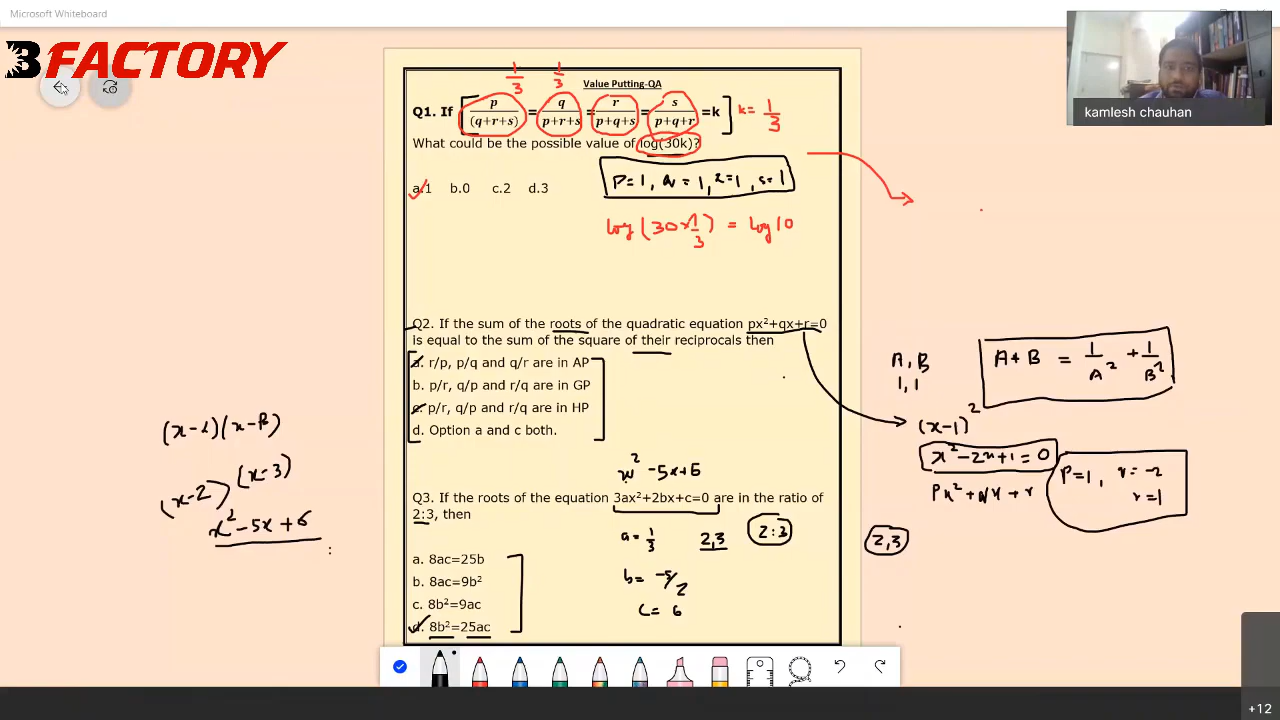 Microsoft Whiteboard
3FACTORY
kamlesh chauhan
Value Putting-QA
1/3 1/3
Q1. If [p/(q+r+s) = q/p+r+s = r/p+q+s = s/p+q+r =k] k = 1/3
What could be the possible value of log(30k)?
P=1, q=1, r=1, s=1
a.1 b.0 c.2 d.3
log(30×1/3) = log10
Q2. If the sum of the roots of the quadratic equation px²+qx+r=0
is equal to the sum of the square of their reciprocals then
a. r/p, p/q and q/r are in AP
b. p/r, q/p and r/q are in GP
c. p/r, q/p and r/q are in HP
d. Option a and c both.
A, B
1, 1
A+B = 1/A² + 1/B²
(x-1)²
x²-2x+1=0
px²+qx+r
P=1, r=-2
r=1
2,3
(x-2)(x-β)
(x-2) (x-3)
x²-5x+6
x²-5x+6
Q3. If the roots of the equation 3ax²+2bx+c=0 are in the ratio of
2:3, then
a = 1/3 2,3 2:3
b = -5/2
c = 6
a. 8ac=25b
b. 8ac=9b²
c. 8b²=9ac
d. 8b²=25ac
+12